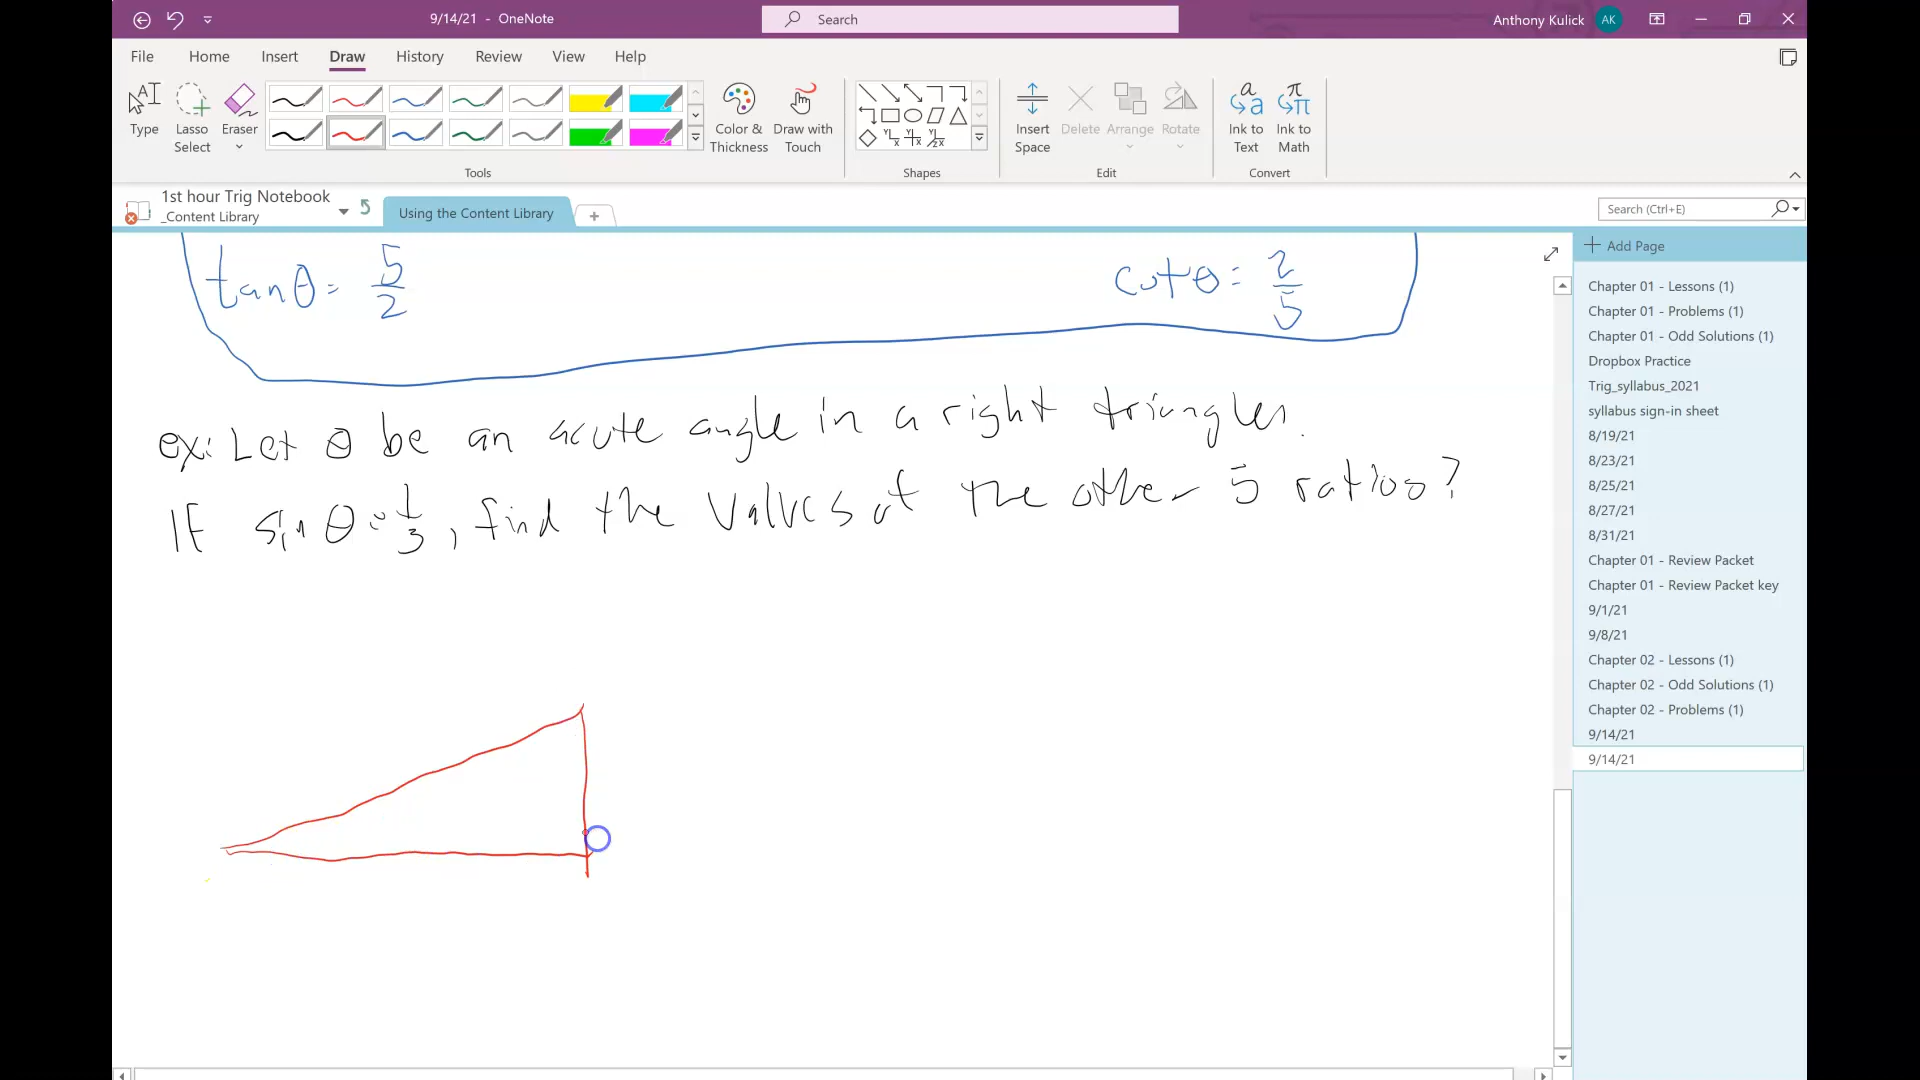 9/14/21 - OneNote
Search
Anthony Kulick AK
File Home Insert Draw History Review View Help
Type
Lasso Select
Eraser
Color & Thickness
Draw with Touch
Insert Space
Delete
Arrange
Rotate
Ink to Text
Ink to Math
Tools
Shapes
Edit
Convert
1st hour Trig Notebook
_Content Library
Using the Content Library
Search (Ctrl+E)
tanθ = 5/2
cotθ = 2/5
ex: Let θ be an acute angle in a right triangles.
If sinθ = 1/3, find the values of the other 5 ratios?
Add Page
Chapter 01 - Lessons (1)
Chapter 01 - Problems (1)
Chapter 01 - Odd Solutions (1)
Dropbox Practice
Trig_syllabus_2021
syllabus sign-in sheet
8/19/21
8/23/21
8/25/21
8/27/21
8/31/21
Chapter 01 - Review Packet
Chapter 01 - Review Packet key
9/1/21
9/8/21
Chapter 02 - Lessons (1)
Chapter 02 - Odd Solutions (1)
Chapter 02 - Problems (1)
9/14/21
9/14/21